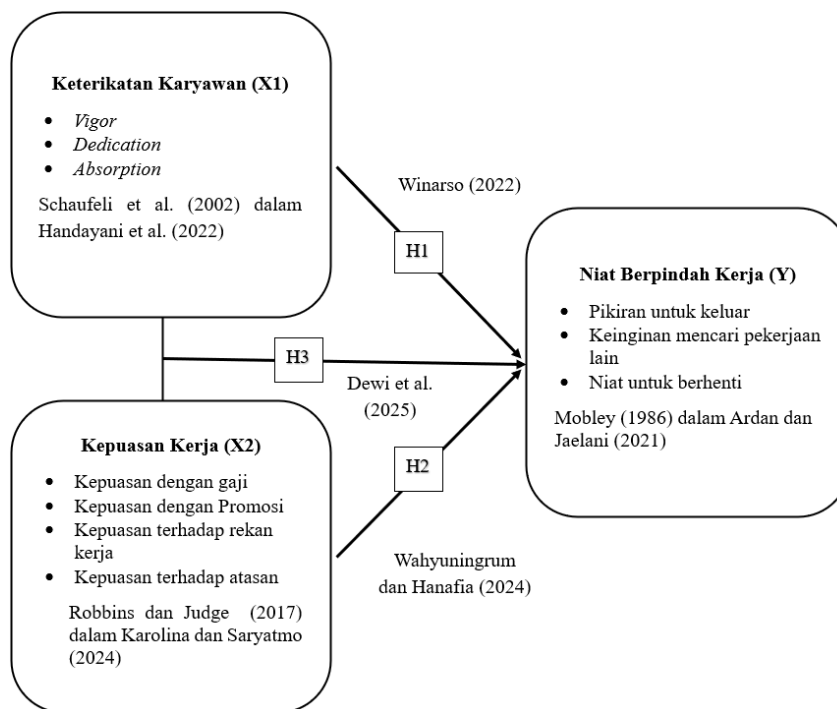 Keterikatan Karyawan (X1)
• Vigor
• Dedication
• Absorption
Schaufeli et al. (2002) dalam
Handayani et al. (2022)
Winarso (2022)
H1
Niat Berpindah Kerja (Y)
• Pikiran untuk keluar
• Keinginan mencari pekerjaan
lain
• Niat untuk berhenti
Mobley (1986) dalam Ardan dan
Jaelani (2021)
H3
Dewi et al.
(2025)
Kepuasan Kerja (X2)
• Kepuasan dengan gaji
• Kepuasan dengan Promosi
• Kepuasan terhadap rekan
kerja
• Kepuasan terhadap atasan
Robbins dan Judge (2017)
dalam Karolina dan Saryatmo
(2024)
H2
Wahyuningrum
dan Hanafia (2024)